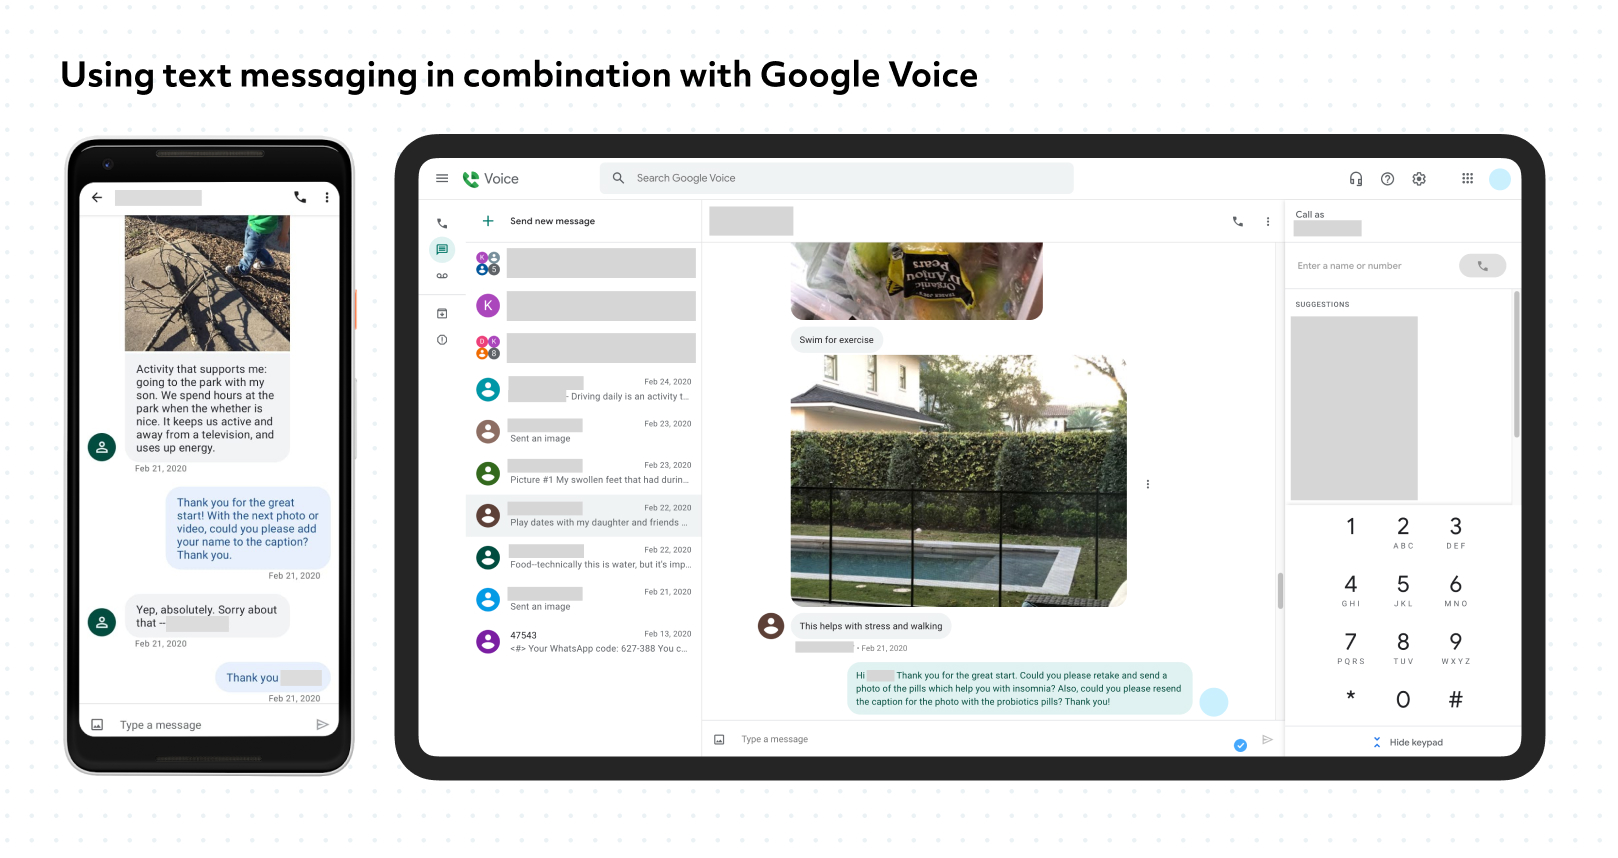 Using text messaging in combination with Google Voice
Activity that supports me:
going to the park with my
son. We spend hours at the
park when the whether is
nice. It keeps us active and
away from a television, and
uses up energy.
Feb 21, 2020
Thank you for the great
start! With the next photo or
video, could you please add
your name to the caption?
Thank you.
Feb 21, 2020
Yep, absolutely. Sorry about
that --
Feb 21, 2020
Thank you
Feb 21, 2020
Type a message
Voice
Search Google Voice
Send new message
K
5
K
D K
8
Feb 24, 2020
- Driving daily is an activity t...
Feb 23, 2020
Sent an image
Feb 23, 2020
Picture #1 My swollen feet that had durin...
Feb 22, 2020
Play dates with my daughter and friends ...
Feb 22, 2020
Food--technically this is water, but it's imp...
Feb 21, 2020
Sent an image
47543
Feb 13, 2020
<#> Your WhatsApp code: 627-388 You c...
Organic
D'Anjou
Pears
Swim for exercise
This helps with stress and walking
• Feb 21, 2020
Hi Thank you for the great start. Could you please retake and send a
photo of the pills which help you with insomnia? Also, could you please resend
the caption for the photo with the probiotics pills? Thank you!
Type a message
Call as
Enter a name or number
SUGGESTIONS
1 2 3
ABC DEF
4 5 6
GHI JKL MNO
7 8 9
PQRS TUV WXYZ
* 0 #
Hide keypad